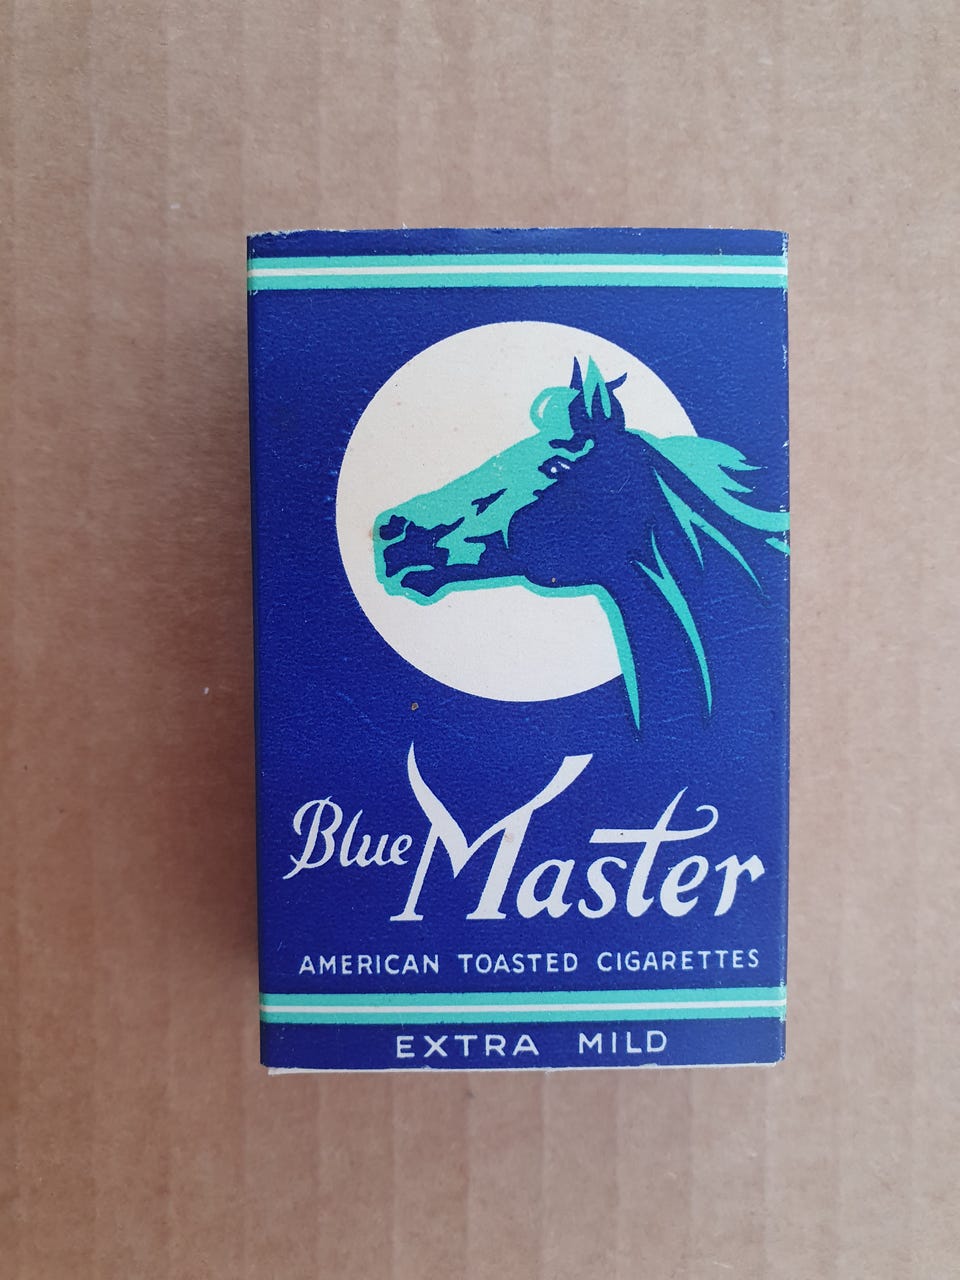 Blue Master
AMERICAN TOASTED CIGARETTES
EXTRA MILD